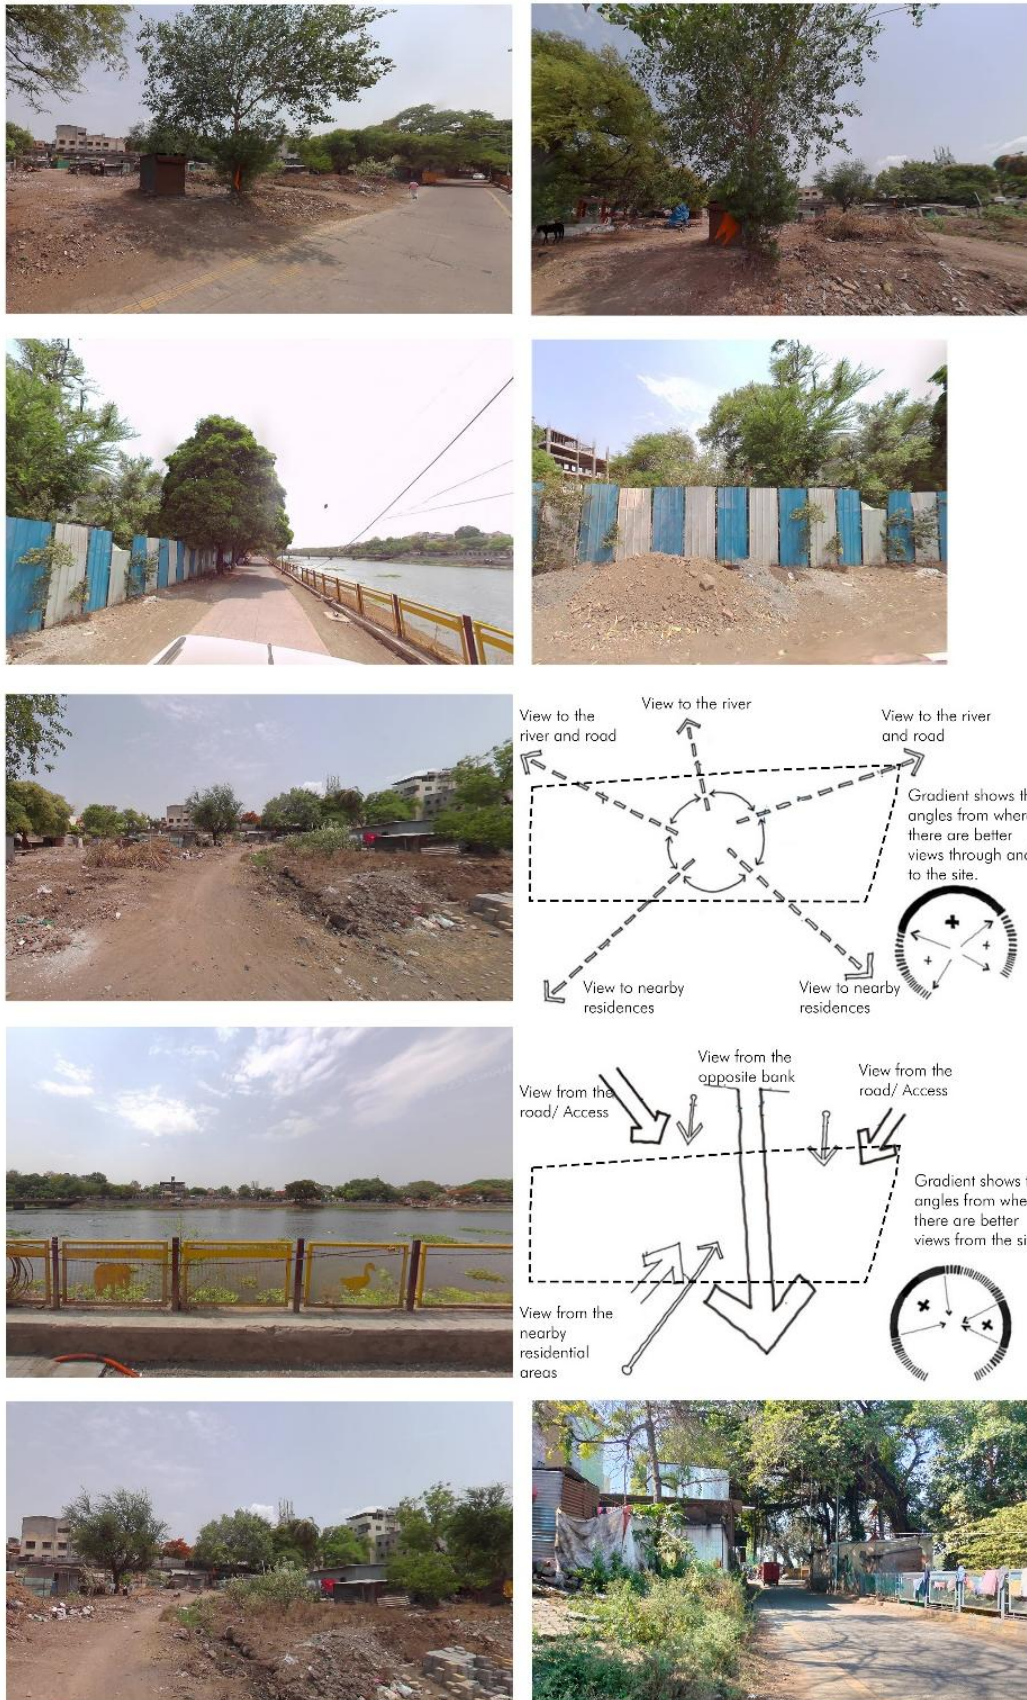 View to the
river and road
View to the river
View to the river
and road
Gradient shows th
angles from where
there are better
views through and
to the site.
View to nearby
residences
View to nearby
residences
View from the
road/ Access
View from the
opposite bank
View from the
road/ Access
Gradient shows t
angles from whe
there are better
views from the si
View from the
nearby
residential
areas